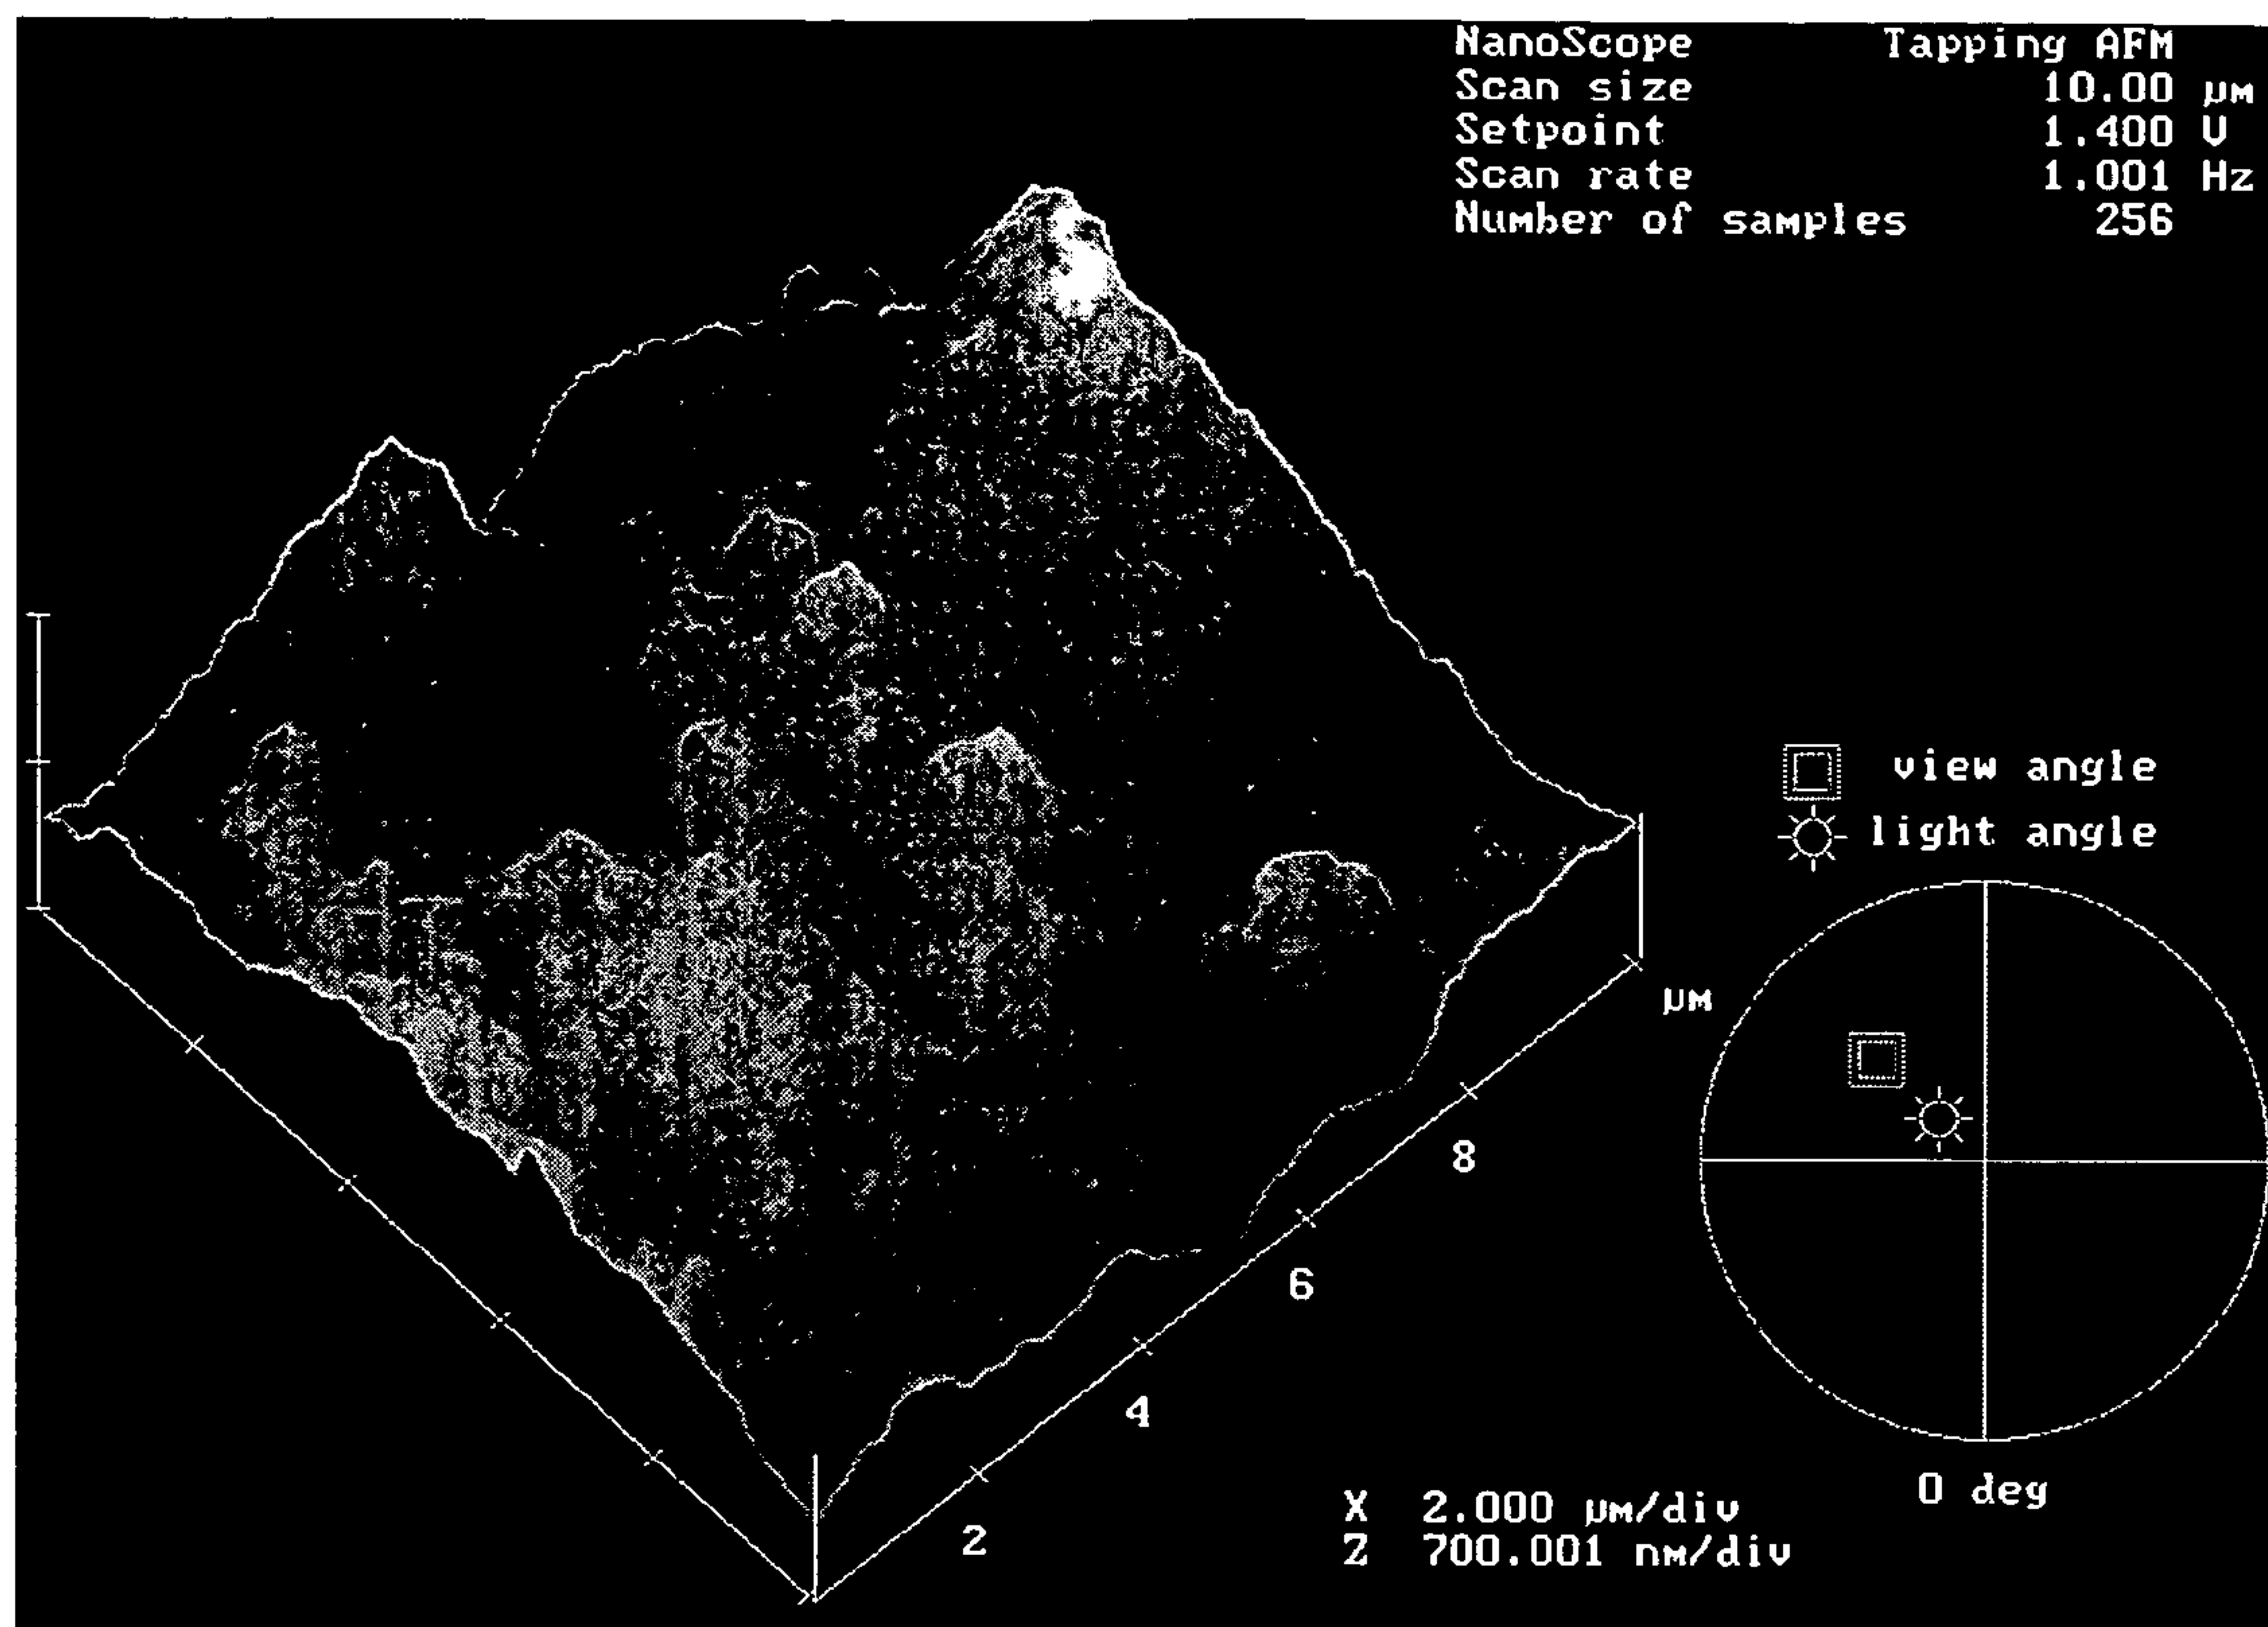 NanoScope Tapping AFM
Scan size 10.00 µm
Setpoint 1.400 V
Scan rate 1.001 Hz
Number of samples 256
view angle
light angle
µm
8
6
4
2
0 deg
X 2.000 µm/div
Z 700.001 nm/div